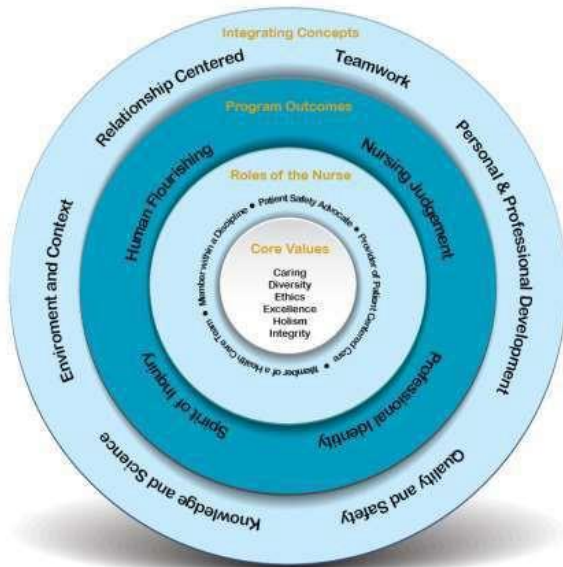 Integrating Concepts
Relationship Centered
Teamwork
Personal & Professional Development
Quality and Safety
Knowledge and Science
Enviroment and Context
Program Outcomes
Human Flourishing
Nursing Judgement
Professional Identity
Spirit of Inquiry
Roles of the Nurse
• Patient Safety Advocate
• Provider of Patient Centered Care
• Member of a Health Care Team
• Member within a Discipline
Core Values
Caring
Diversity
Ethics
Excellence
Holism
Integrity